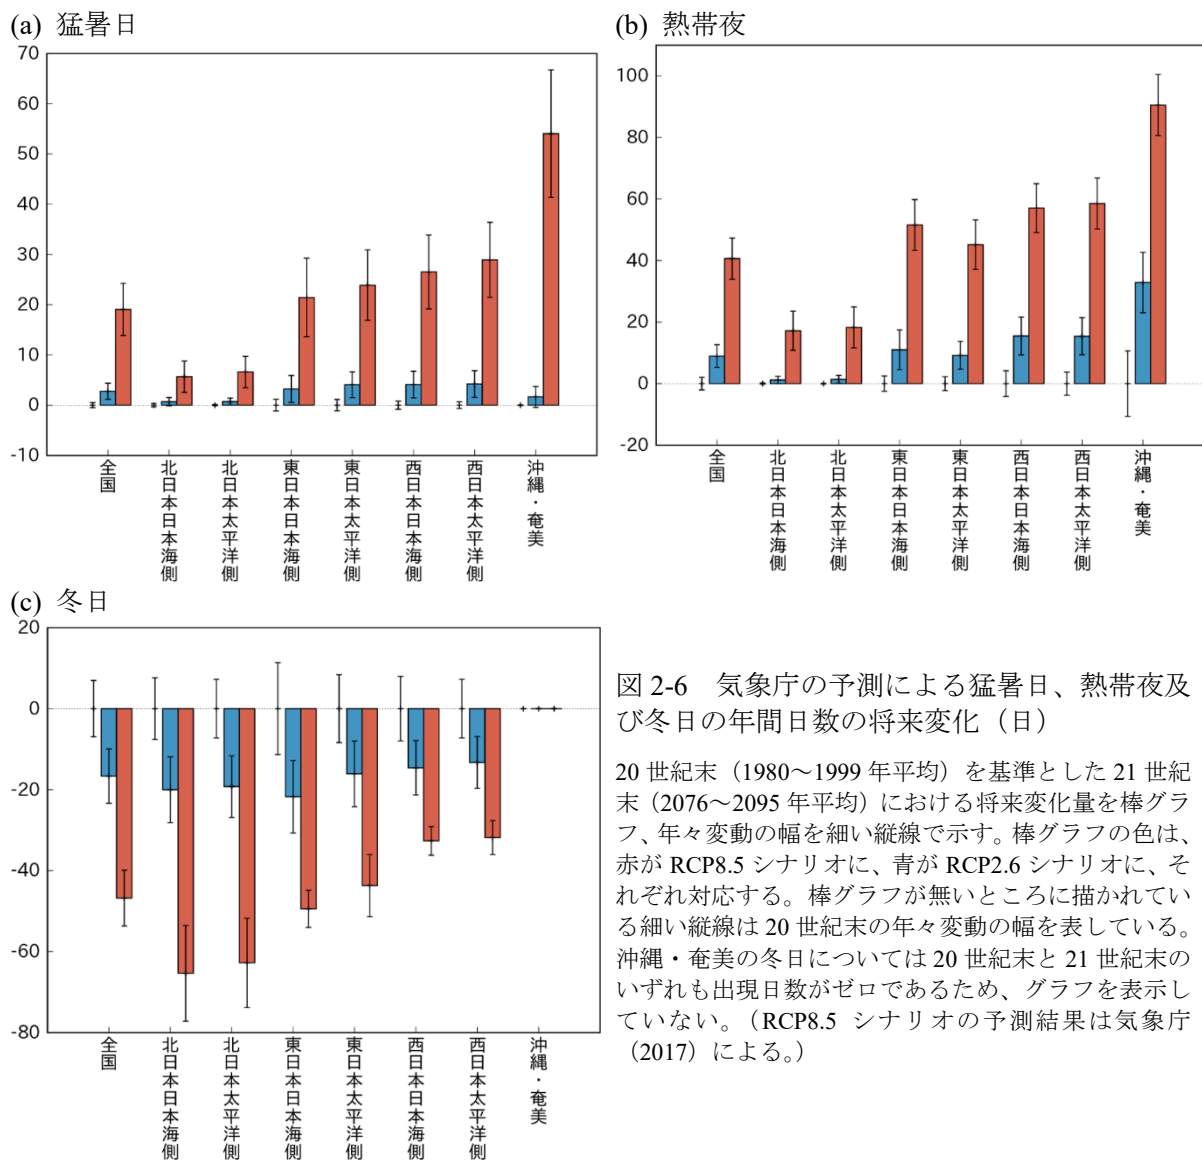 (a) 猛暑日
70
60
50
40
30
20
10
0
-10
全国
北日本日本海側
北日本太平洋側
東日本日本海側
東日本太平洋側
西日本日本海側
西日本太平洋側
沖縄・奄美
(b) 熱帯夜
100
80
60
40
20
0
-20
全国
北日本日本海側
北日本太平洋側
東日本日本海側
東日本太平洋側
西日本日本海側
西日本太平洋側
沖縄・奄美
(c) 冬日
20
0
-20
-40
-60
-80
全国
北日本日本海側
北日本太平洋側
東日本日本海側
東日本太平洋側
西日本日本海側
西日本太平洋側
沖縄・奄美
図 2-6 気象庁の予測による猛暑日、熱帯夜及
び冬日の年間日数の将来変化（日）
20 世紀末（1980～1999 年平均）を基準とした 21 世紀
末（2076～2095 年平均）における将来変化量を棒グラ
フ、年々変動の幅を細い縦線で示す。棒グラフの色は、
赤が RCP8.5 シナリオに、青が RCP2.6 シナリオに、そ
れぞれ対応する。棒グラフが無いところに描かれてい
る細い縦線は 20 世紀末の年々変動の幅を表している。
沖縄・奄美の冬日については 20 世紀末と 21 世紀末の
いずれも出現日数がゼロであるため、グラフを表示し
ていない。（RCP8.5 シナリオの予測結果は気象庁
（2017）による。）